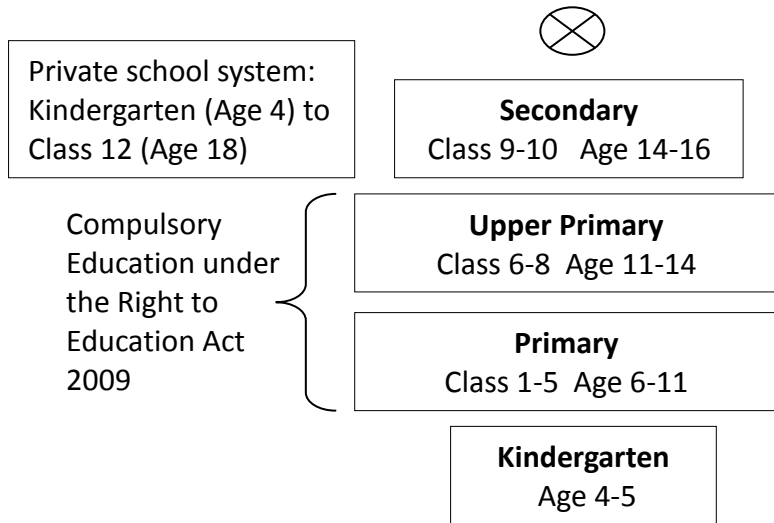 Private school system:
Kindergarten (Age 4) to
Class 12 (Age 18)
Secondary
Class 9-10 Age 14-16
Compulsory
Education under
the Right to
Education Act
2009
Upper Primary
Class 6-8 Age 11-14
Primary
Class 1-5 Age 6-11
Kindergarten
Age 4-5